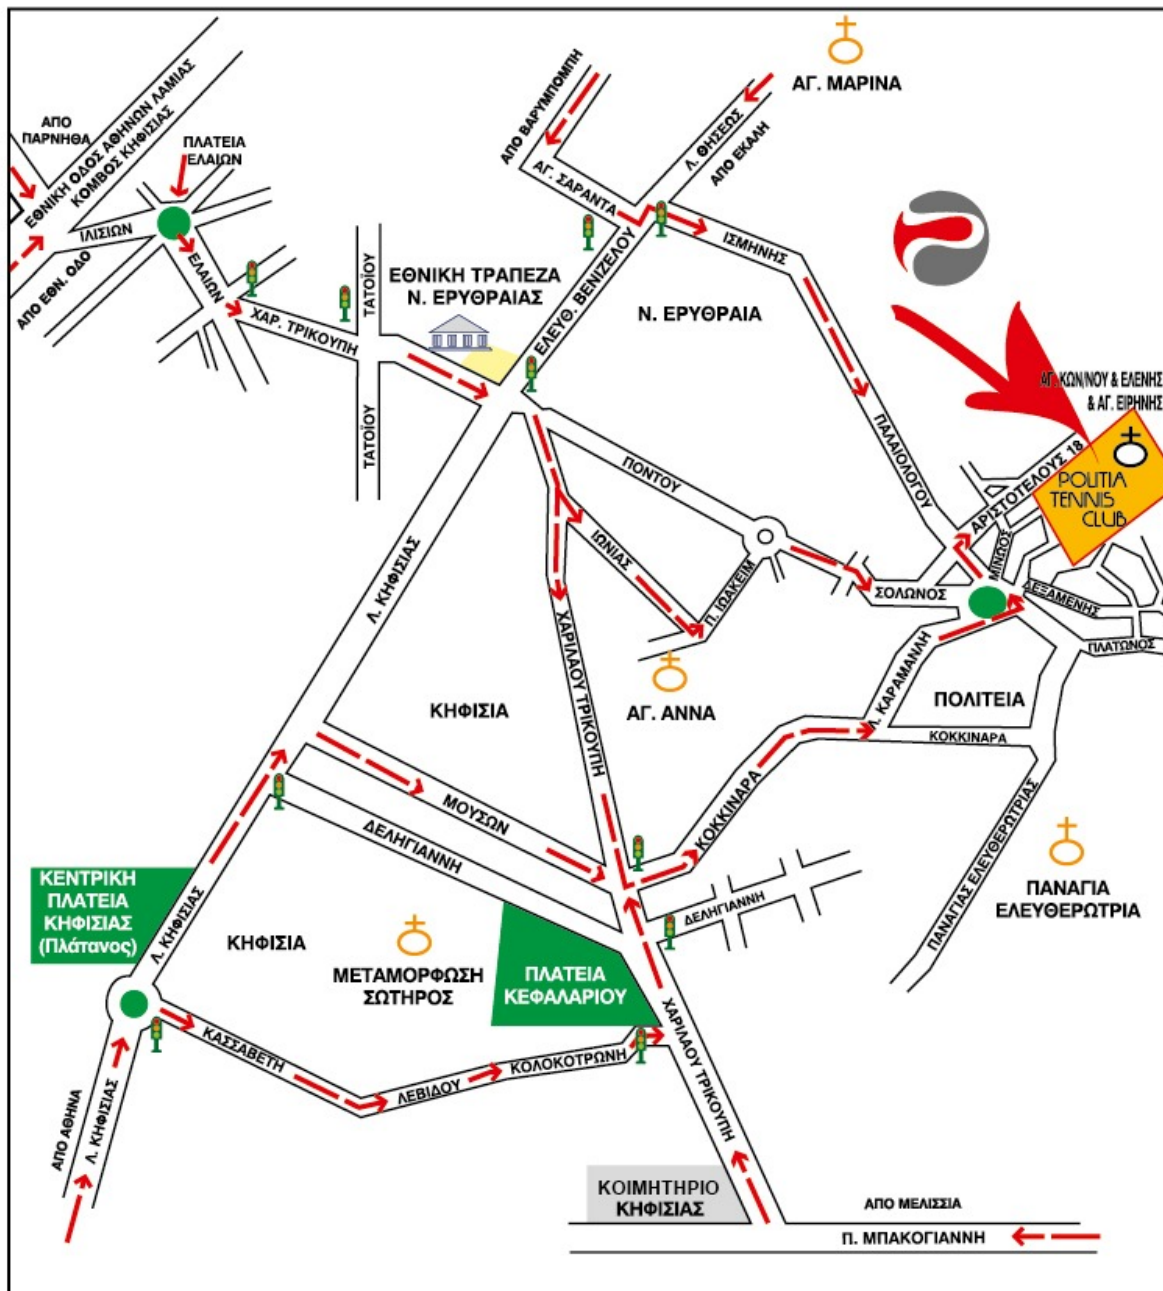 ΑΓ. ΜΑΡΙΝΑ
ΑΠΟ ΒΑΡΥΜΠΟΜΠΗ
Λ. ΘΗΣΕΩΣ
ΑΠΟ ΕΚΑΛΗ
ΑΠΟ
ΠΑΡΝΗΘΑ
ΕΘΝΙΚΗ ΟΔΟΣ ΑΘΗΝΩΝ ΛΑΜΙΑΣ
ΚΟΜΒΟΣ ΚΗΦΙΣΙΑΣ
ΠΛΑΤΕΙΑ
ΕΛΑΙΩΝ
ΙΛΙΣΙΩΝ
ΑΠΟ ΕΘΝ. ΟΔΟ
ΕΛΑΙΩΝ
ΑΓ. ΣΑΡΑΝΤΑ
ΙΣΜΗΝΗΣ
ΤΑΤΟΪΟΥ
ΕΘΝΙΚΗ ΤΡΑΠΕΖΑ
Ν. ΕΡΥΘΡΑΙΑΣ
ΕΛΕΥΘ. ΒΕΝΙΖΕΛΟΥ
Ν. ΕΡΥΘΡΑΙΑ
ΧΑΡ. ΤΡΙΚΟΥΠΗ
ΤΑΤΟΪΟΥ
ΑΓ. ΚΩΝ/ΝΟΥ & ΕΛΕΝΗΣ
& ΑΓ. ΕΙΡΗΝΗΣ
ΠΑΛΑΙΟΛΟΓΟΥ
ΑΡΙΣΤΟΤΕΛΟΥΣ 18
POLITIA
TENNIS
CLUB
ΠΟΝΤΟΥ
ΙΩΝΙΑΣ
Π. ΙΩΑΚΕΙΜ
ΜΙΝΩΟΣ
ΣΟΛΩΝΟΣ
ΔΕΞΑΜΕΝΗΣ
ΠΛΑΤΩΝΟΣ
Λ. ΚΗΦΙΣΙΑΣ
ΧΑΡΙΛΑΟΥ ΤΡΙΚΟΥΠΗ
Λ. ΚΑΡΑΜΑΝΛΗ
ΑΓ. ΑΝΝΑ
ΠΟΛΙΤΕΙΑ
ΚΗΦΙΣΙΑ
ΚΟΚΚΙΝΑΡΑ
ΜΟΥΣΩΝ
ΚΟΚΚΙΝΑΡΑ
ΔΕΛΗΓΙΑΝΝΗ
ΠΑΝΑΓΙΑΣ ΕΛΕΥΘΕΡΩΤΡΙΑΣ
ΠΑΝΑΓΙΑ
ΕΛΕΥΘΕΡΩΤΡΙΑ
ΚΕΝΤΡΙΚΗ
ΠΛΑΤΕΙΑ
ΚΗΦΙΣΙΑΣ
(Πλάτανος)
Λ. ΚΗΦΙΣΙΑΣ
ΔΕΛΗΓΙΑΝΝΗ
ΚΗΦΙΣΙΑ
ΜΕΤΑΜΟΡΦΩΣΗ
ΣΩΤΗΡΟΣ
ΠΛΑΤΕΙΑ
ΚΕΦΑΛΑΡΙΟΥ
ΚΑΣΣΑΒΕΤΗ
ΛΕΒΙΔΟΥ
ΚΟΛΟΚΟΤΡΩΝΗ
ΧΑΡΙΛΑΟΥ ΤΡΙΚΟΥΠΗ
ΑΠΟ ΑΘΗΝΑ
Λ. ΚΗΦΙΣΙΑΣ
ΚΟΙΜΗΤΗΡΙΟ
ΚΗΦΙΣΙΑΣ
ΑΠΟ ΜΕΛΙΣΣΙΑ
Π. ΜΠΑΚΟΓΙΑΝΝΗ